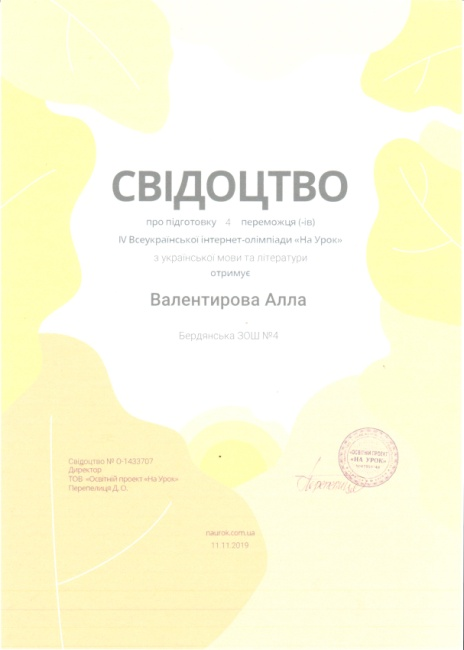 СВІДОЦТВО
про підготовку 4 переможця (-ів)
IV Всеукраїнської інтернет-олімпіади «На Урок»
з української мови та літератури
отримує
Валентирова Алла
Бердянська ЗОШ №4
Свідоцтво № О-1433707
Директор
ТОВ «Освітній проект «На Урок»
Перепелиця Д.О.
«НА УРОК»
naurok.com.ua
11.11.2019